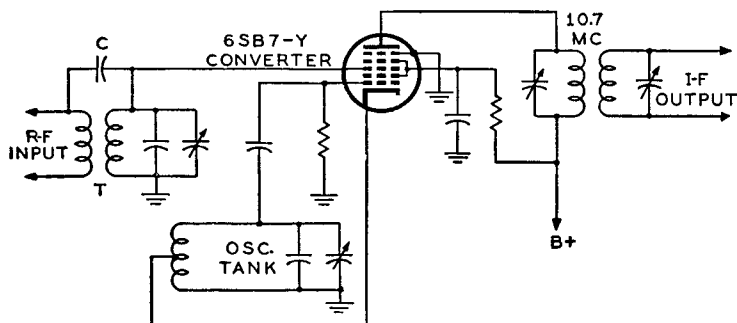 C
6SB7-Y
CONVERTER
10.7
MC
R-F
INPUT
T
I-F
OUTPUT
OSC.
TANK
B+